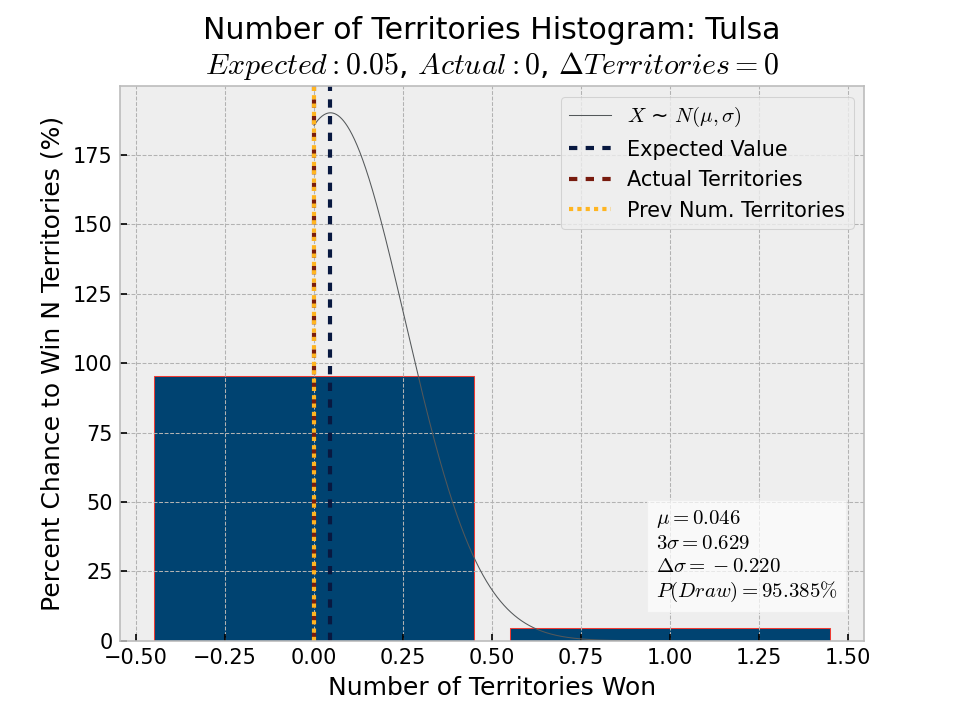 Number of Territories Histogram: Tulsa
Expected : 0.05, Actual : 0, ΔTerritories = 0
Percent Chance to Win N Territories (%)
175
150
125
100
75
50
25
0
X ∼ N(μ, σ)
Expected Value
Actual Territories
Prev Num. Territories
μ = 0.046
3σ = 0.629
Δσ = −0.220
P(Draw) = 95.385%
−0.50 −0.25 0.00 0.25 0.50 0.75 1.00 1.25 1.50
Number of Territories Won